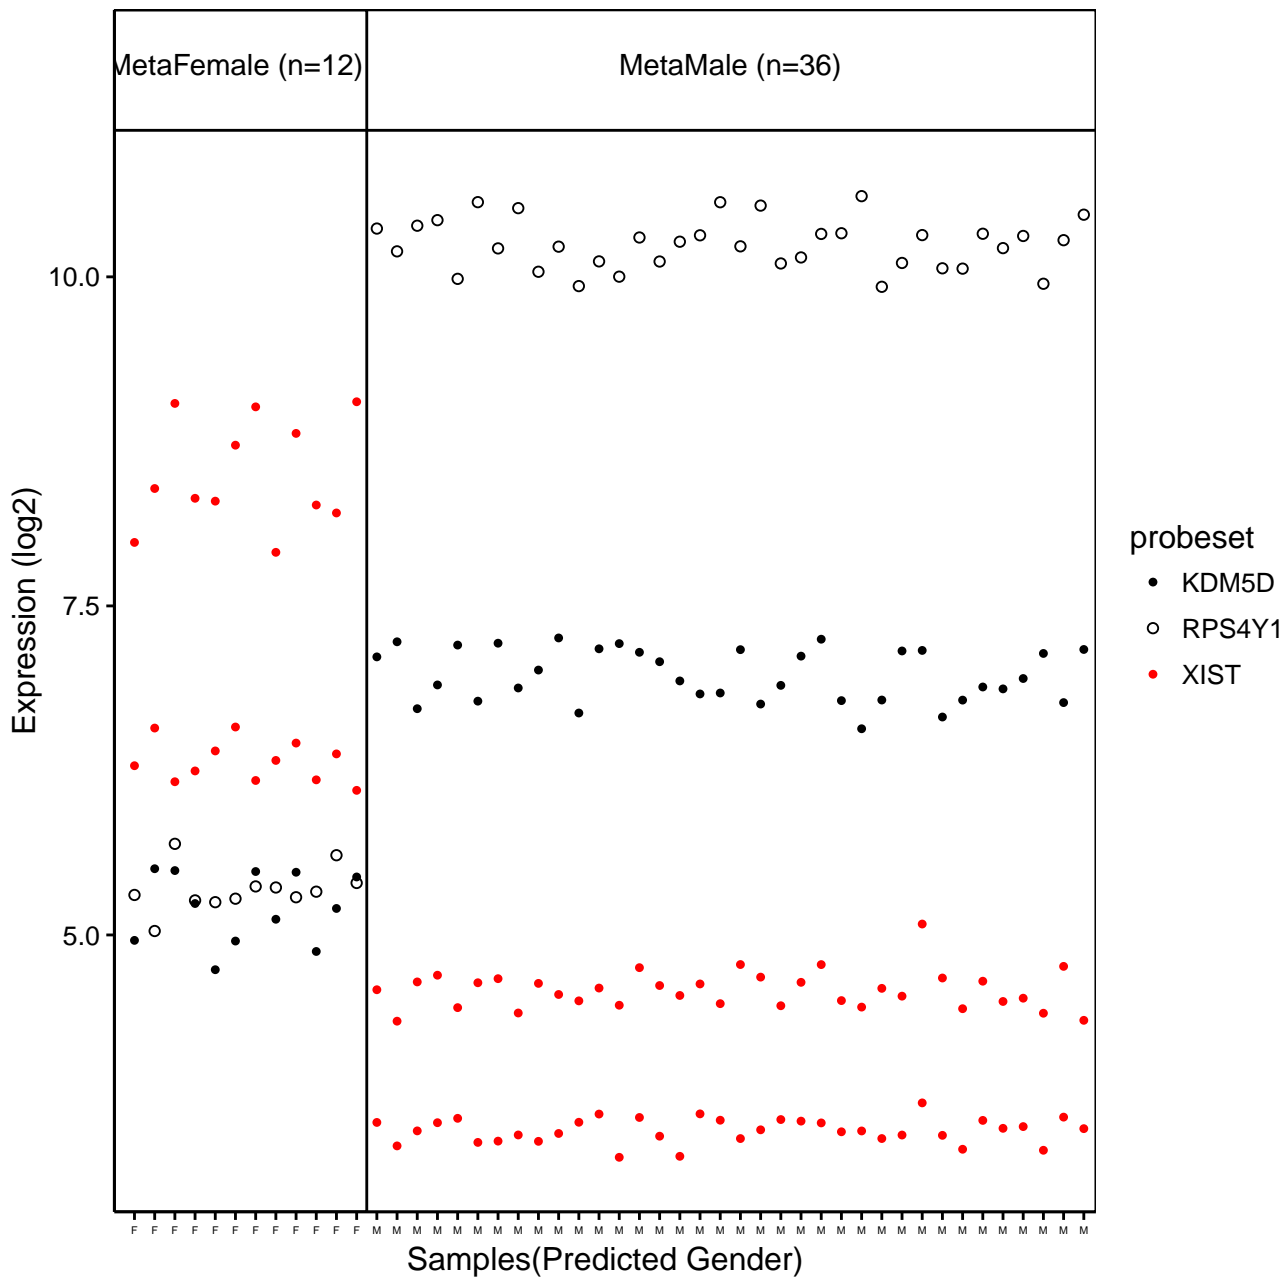 MetaFemale (n=12)
MetaMale (n=36)
Expression (log2)
10.0
7.5
5.0
F F F F F F F F F F F F M M M M M M M M M M M M M M M M M M M M M M M M M M M M M M M M M M M M
Samples(Predicted Gender)
probeset
KDM5D
RPS4Y1
XIST